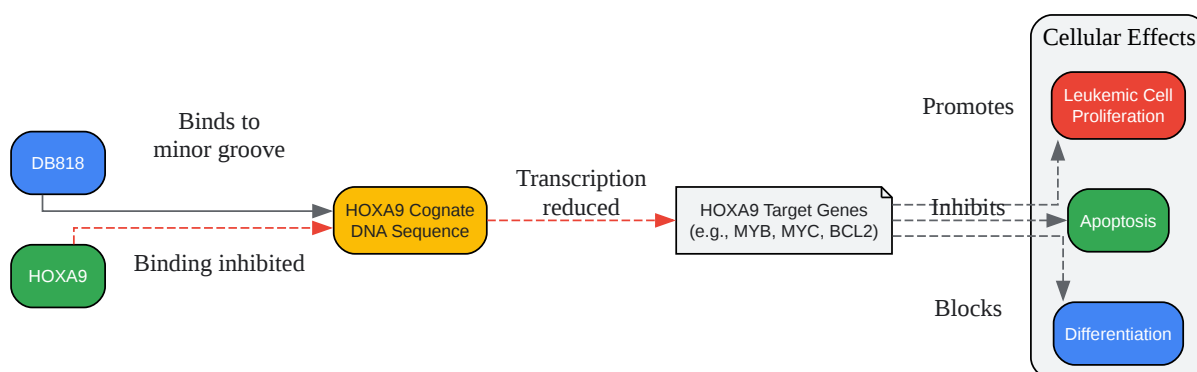 Cellular Effects
Leukemic Cell
Proliferation
Promotes
Binds to
minor groove
DB818
Transcription
reduced
HOXA9 Cognate
DNA Sequence
HOXA9 Target Genes
(e.g., MYB, MYC, BCL2)
Inhibits
Apoptosis
Binding inhibited
HOXA9
Blocks
Differentiation